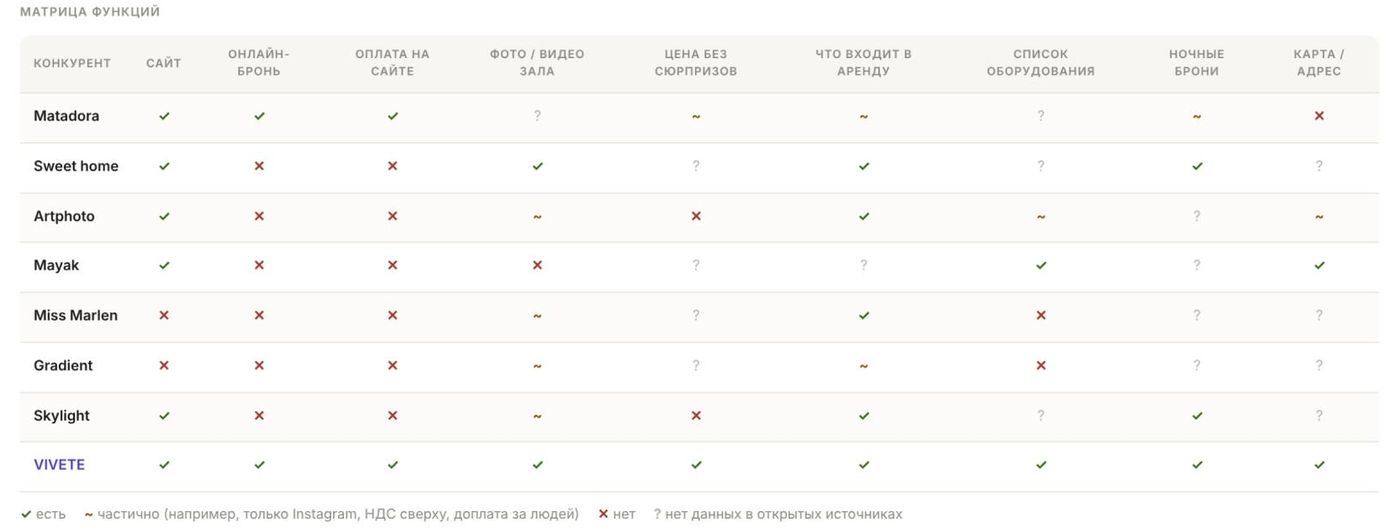 МАТРИЦА ФУНКЦИЙ
КОНКУРЕНТ САЙТ ОНЛАЙН-БРОНЬ ОПЛАТА НА САЙТЕ ФОТО / ВИДЕО ЗАЛА ЦЕНА БЕЗ СЮРПРИЗОВ ЧТО ВХОДИТ В АРЕНДУ СПИСОК ОБОРУДОВАНИЯ НОЧНЫЕ БРОНИ КАРТА / АДРЕС
Matadora ✓ ✓ ✓ ? ~ ~ ? ~ ✕
Sweet home ✓ ✕ ✕ ✓ ? ✓ ? ✓ ?
Artphoto ✓ ✕ ✕ ~ ✕ ✓ ~ ? ~
Mayak ✓ ✕ ✕ ✕ ? ? ✓ ? ✓
Miss Marlen ✕ ✕ ✕ ~ ? ✓ ✕ ? ?
Gradient ✕ ✕ ✕ ~ ? ~ ✕ ? ?
Skylight ✓ ✕ ✕ ~ ✕ ✓ ? ✓ ?
VIVETE ✓ ✓ ✓ ✓ ✓ ✓ ✓ ✓ ✓
✓ есть ~ частично (например, только Instagram, НДС сверху, доплата за людей) ✕ нет ? нет данных в открытых источниках